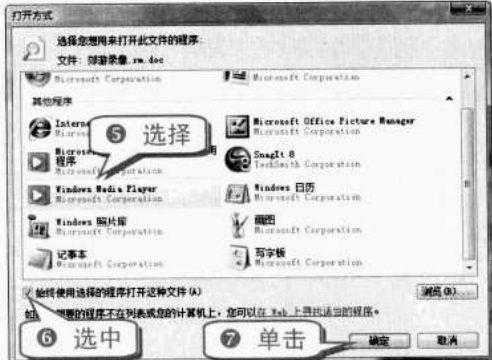 打开方式
选择您想用来打开此文件的程序:
文件: 郊游录像.rm.doc
Microsoft Corporation
Microsoft Corporation
其他程序
Interne
Microsoft Office Picture Manager
Microsoft Corporation
⑤ 选择
程序
SnagIt 8
TechSmith Corporation
Windows Media Player
Microsoft Corporation
Windows 日历
Microsoft Corporation
Windows 照片库
Microsoft Corporation
画图
Microsoft Corporation
记事本
Microsoft Corporation
写字板
Microsoft Corporation
始终使用选择的程序打开这种文件(A)
浏览(B)...
想要的程序不在列表或您的计算机上，您可以在 Web 上寻找适当的程序。
⑥ 选中
⑦ 单击
确定
取消